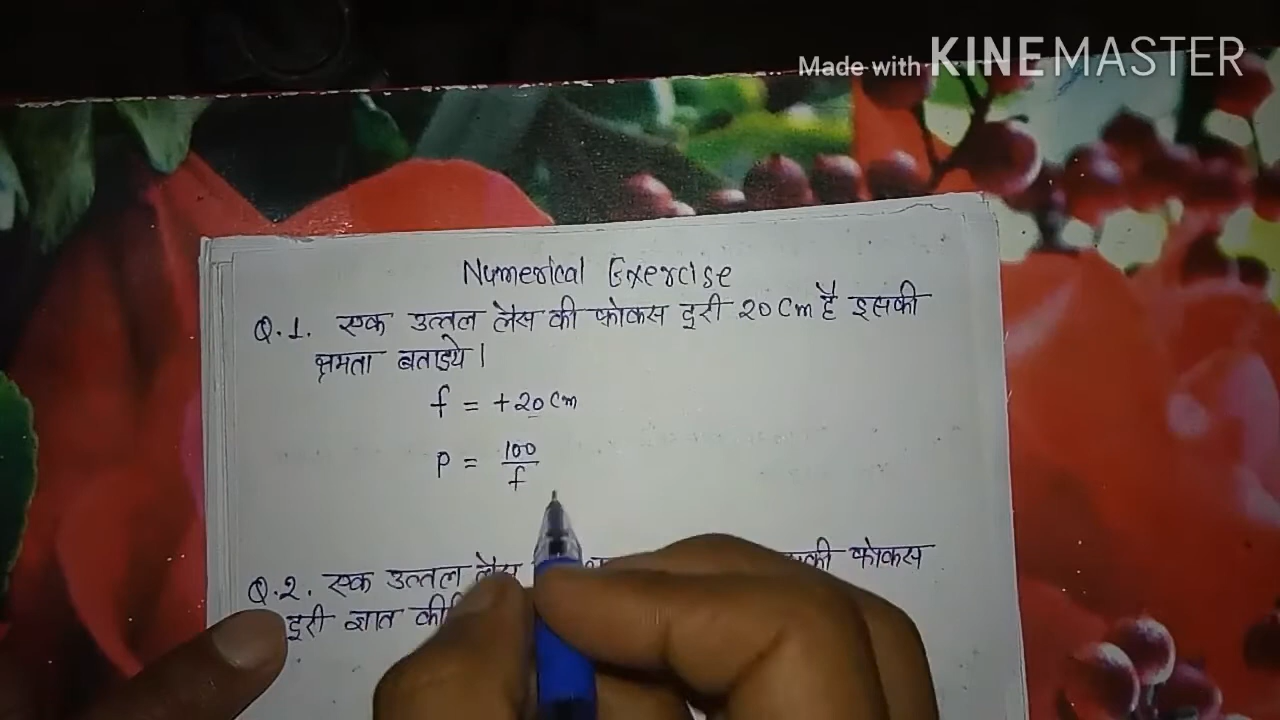 Made with KINEMASTER
Numerical Exercise
Q.1. एक उत्तल लेंस की फोकस दूरी 20 cm है इसकी
क्षमता बताइये।
f = +20 cm
P = 100/f
Q.2. एक उत्तल लेंस फोकस
दूरी ज्ञात